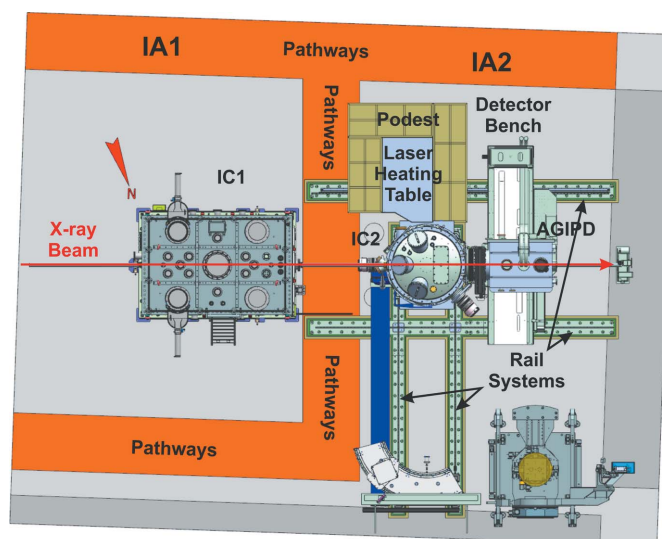 IA1
Pathways
IA2
Pathways
Podest
Detector
Bench
Laser
Heating
Table
N
IC1
X-ray
Beam
IC2
AGIPD
Rail
Systems
Pathways
Pathways